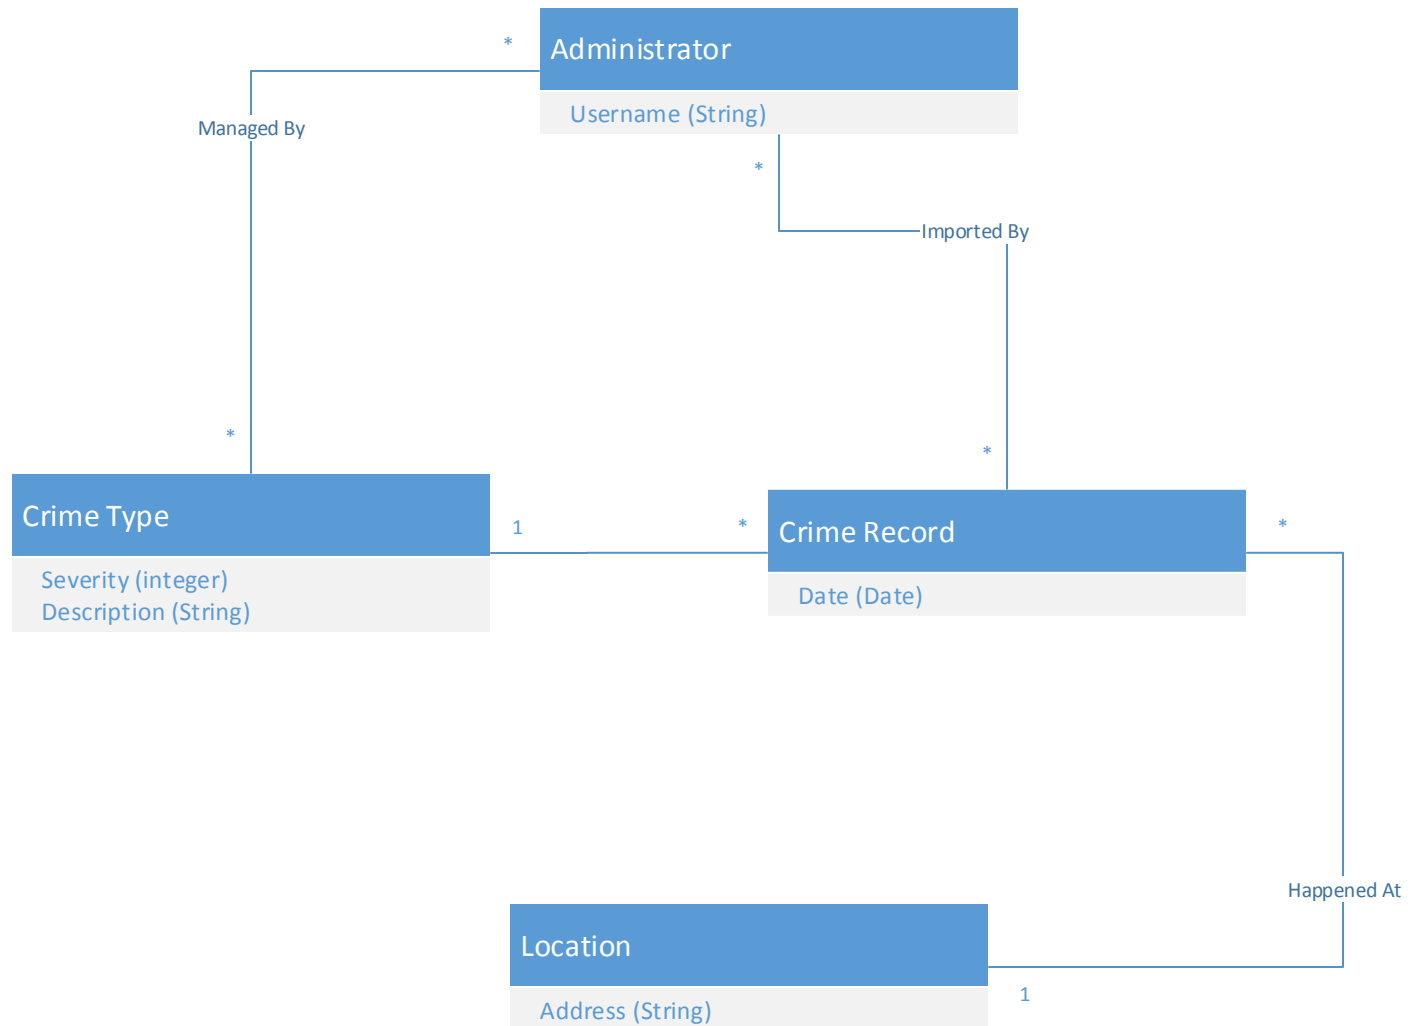 *
Administrator
Username (String)
Managed By
*
Imported By
*
*
Crime Type
1
*
Crime Record
*
Severity (integer)
Description (String)
Date (Date)
Happened At
Location
1
Address (String)